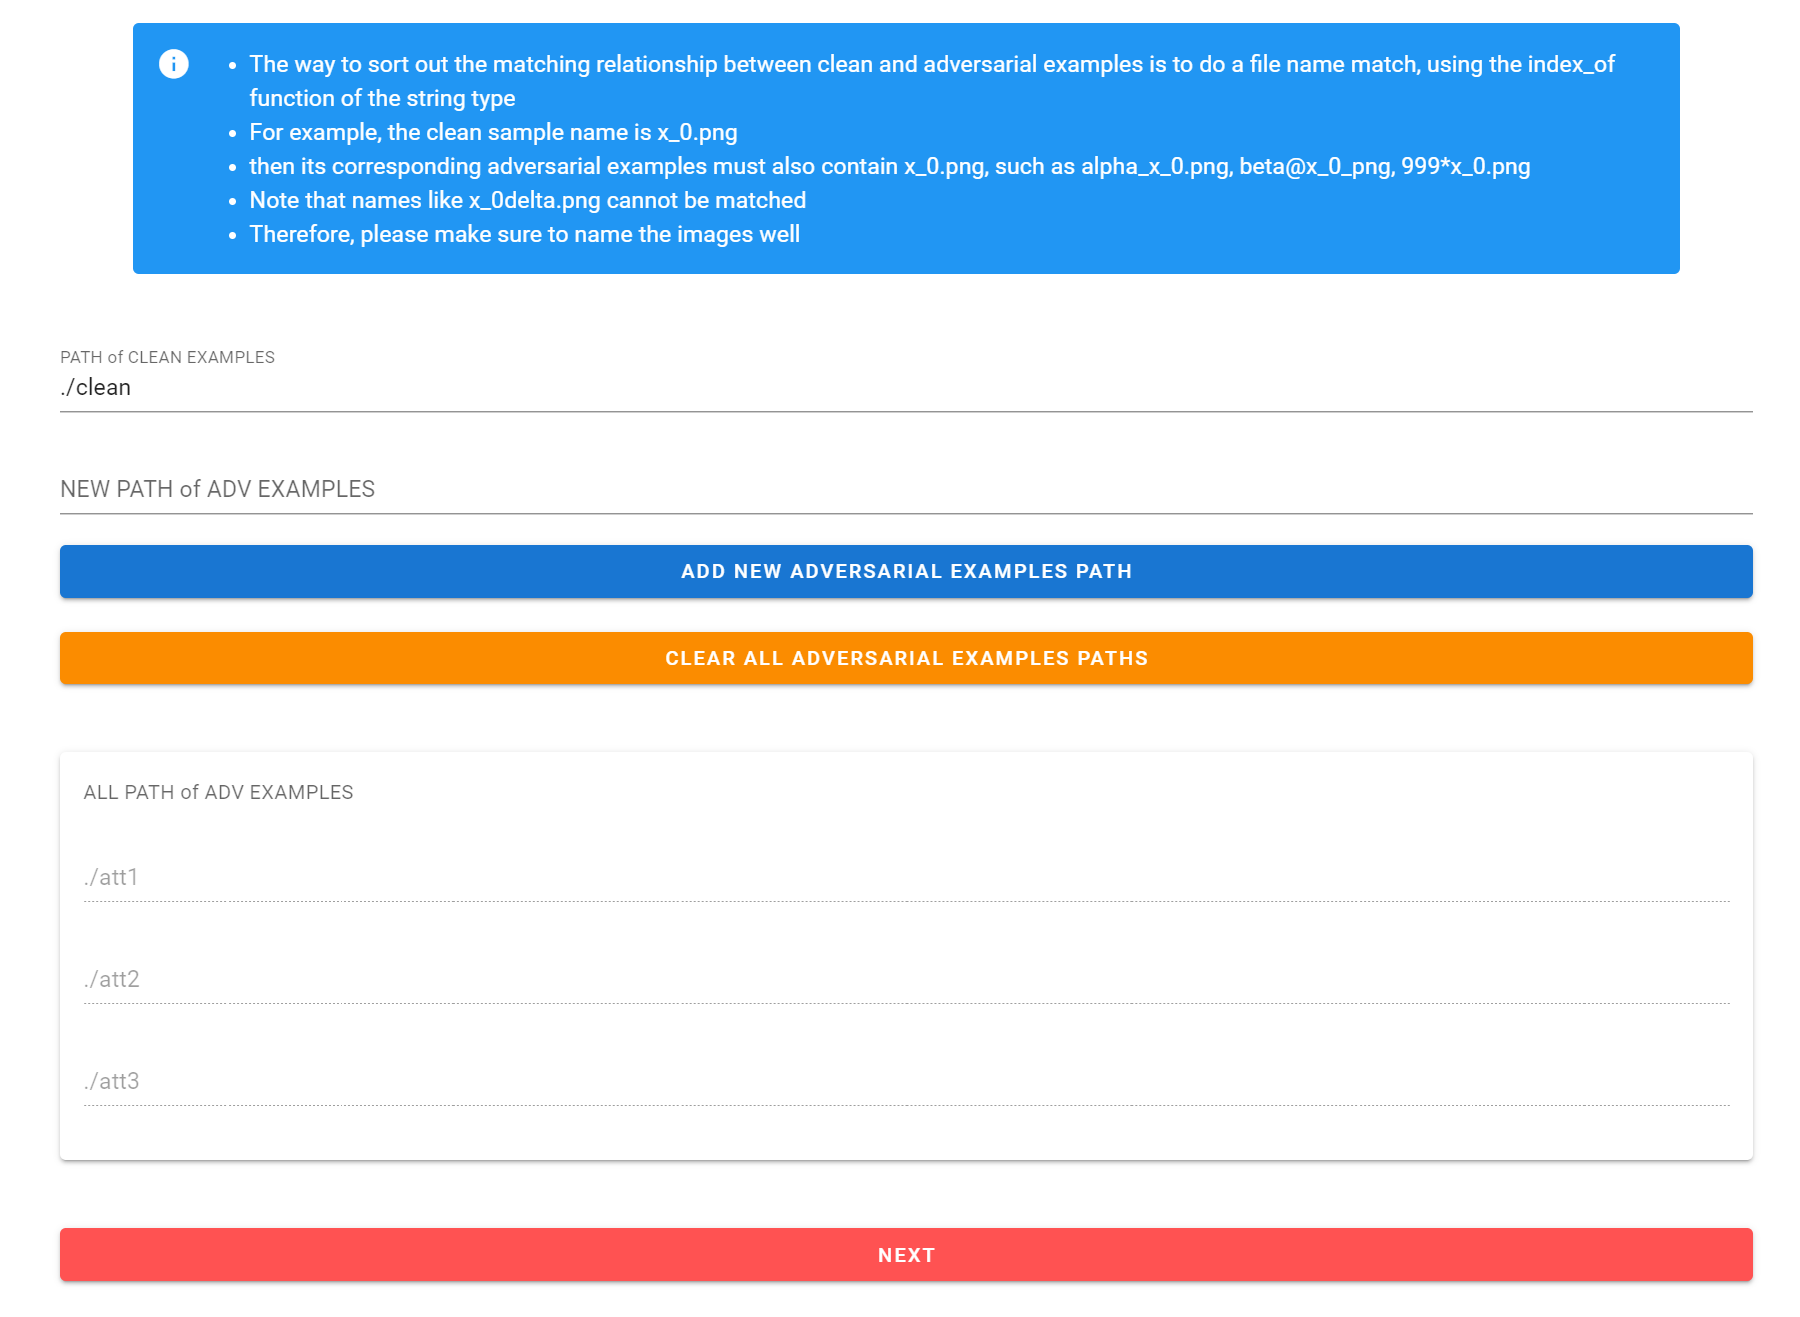 The way to sort out the matching relationship between clean and adversarial examples is to do a file name match, using the index_of
function of the string type
For example, the clean sample name is x_0.png
then its corresponding adversarial examples must also contain x_0.png, such as alpha_x_0.png, beta@x_0_png, 999*x_0.png
Note that names like x_0delta.png cannot be matched
Therefore, please make sure to name the images well
PATH of CLEAN EXAMPLES
./clean
NEW PATH of ADV EXAMPLES
ADD NEW ADVERSARIAL EXAMPLES PATH
CLEAR ALL ADVERSARIAL EXAMPLES PATHS
ALL PATH of ADV EXAMPLES
./att1
./att2
./att3
NEXT